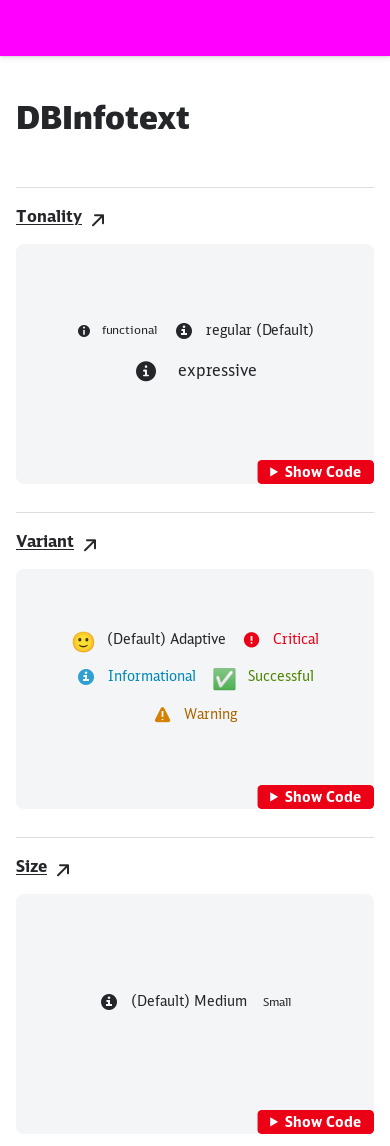 DBInfotext
Tonality
functional regular (Default)
expressive
Show Code
Variant
(Default) Adaptive Critical
Informational Successful
Warning
Show Code
Size
(Default) Medium Small
Show Code